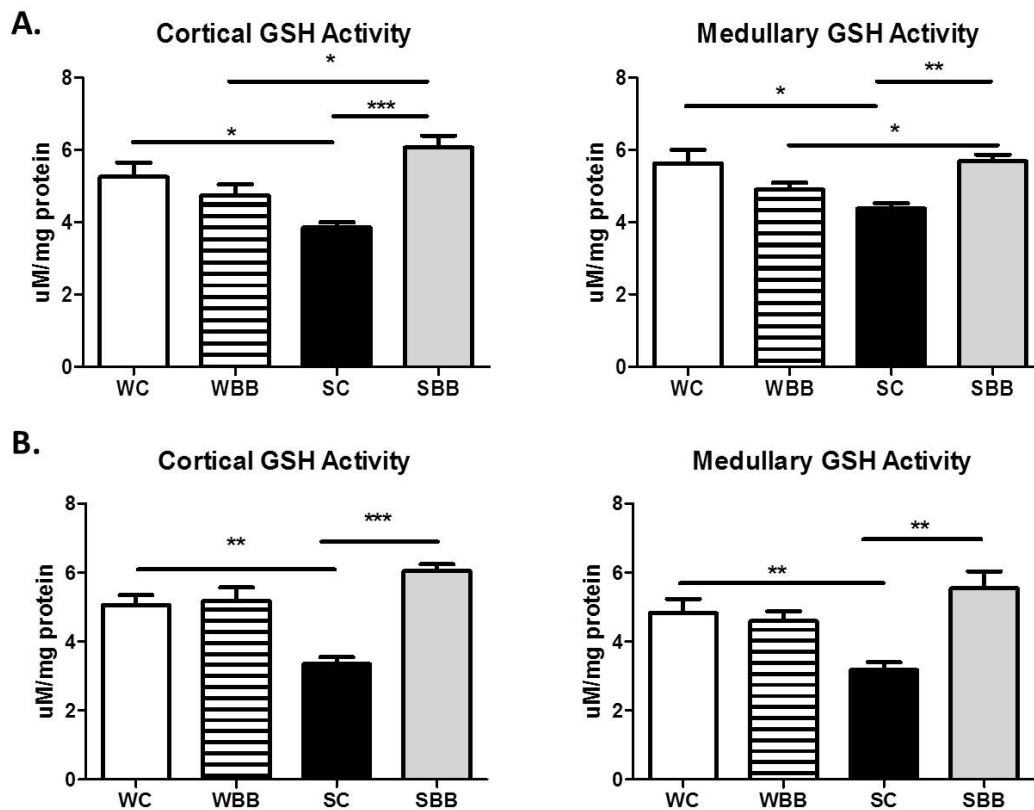 A.
Cortical GSH Activity
uM/mg protein
8
6
4
2
0
*
***
*
WC WBB SC SBB
Medullary GSH Activity
uM/mg protein
8
6
4
2
0
**
*
*
WC WBB SC SBB
B.
Cortical GSH Activity
uM/mg protein
8
6
4
2
0
***
**
WC WBB SC SBB
Medullary GSH Activity
uM/mg protein
8
6
4
2
0
**
**
WC WBB SC SBB